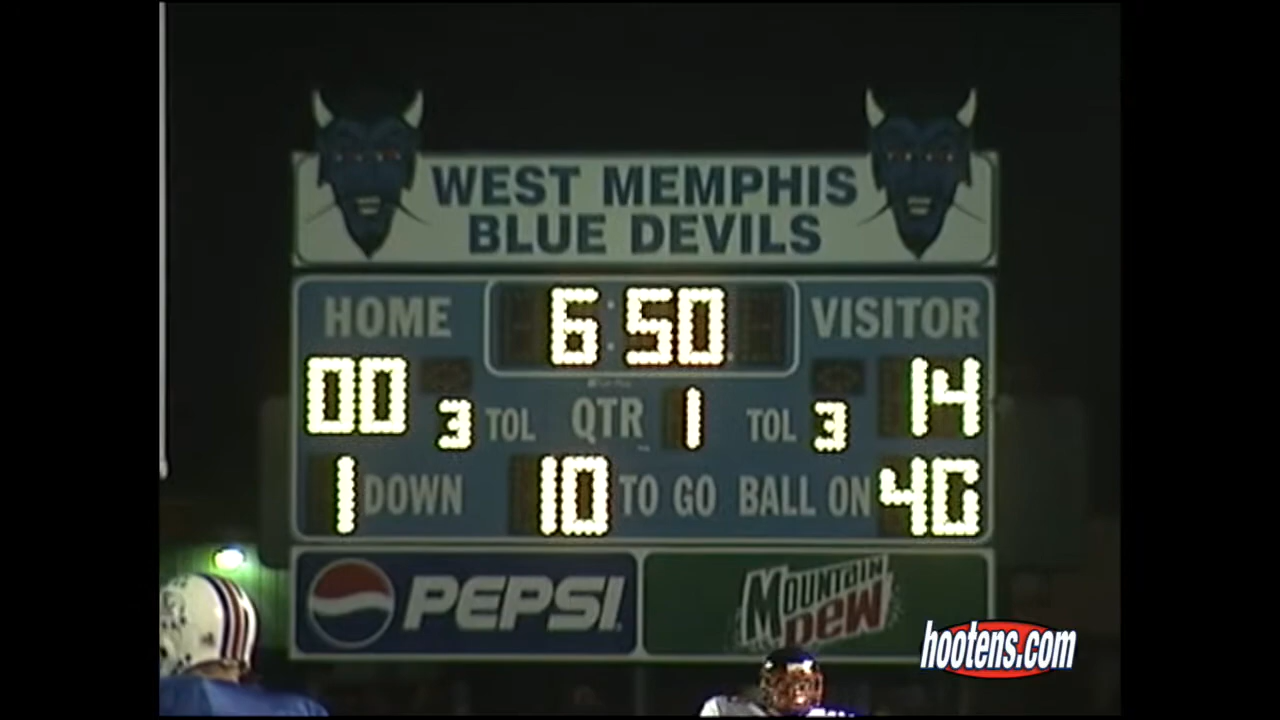 WEST MEMPHIS
BLUE DEVILS
HOME 6:50 VISITOR
00 3 TOL QTR 1 TOL 3 14
1 DOWN 10 TO GO BALL ON 46
PEPSI
MOUNTAIN
DEW
hootens.com